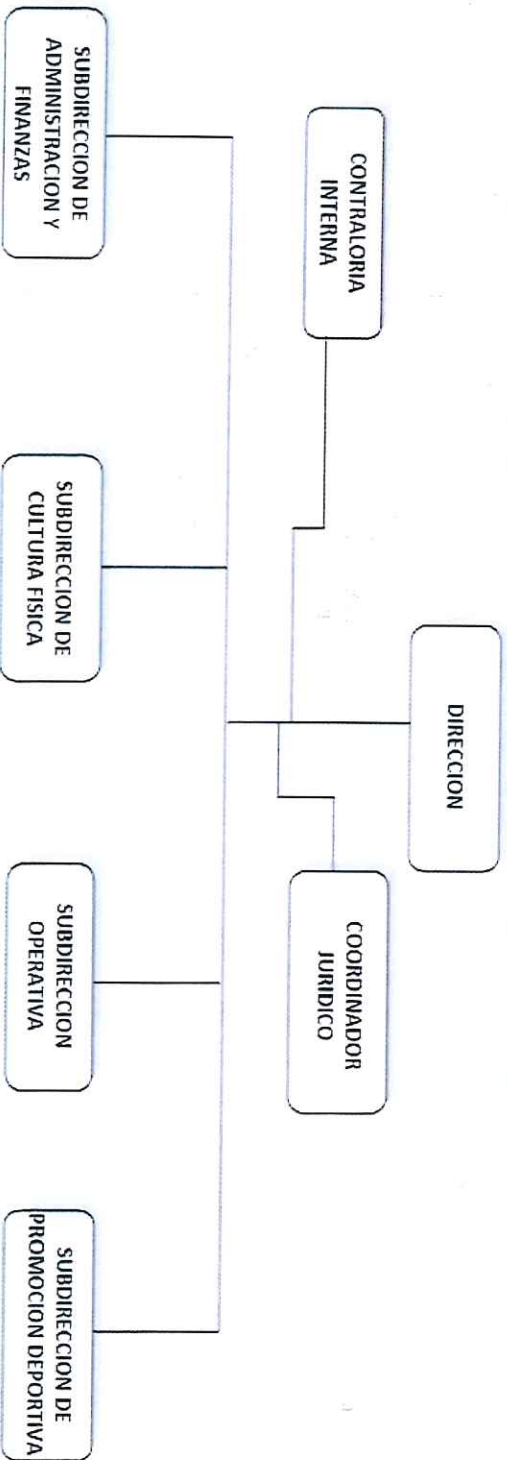 DIRECCION
CONTRALORIA
INTERNA
COORDINADOR
JURIDICO
SUBDIRECCION DE
ADMINISTRACION Y
FINANZAS
SUBDIRECCION DE
CULTURA FISICA
SUBDIRECCION
OPERATIVA
SUBDIRECCION DE
PROMOCION DEPORTIVA